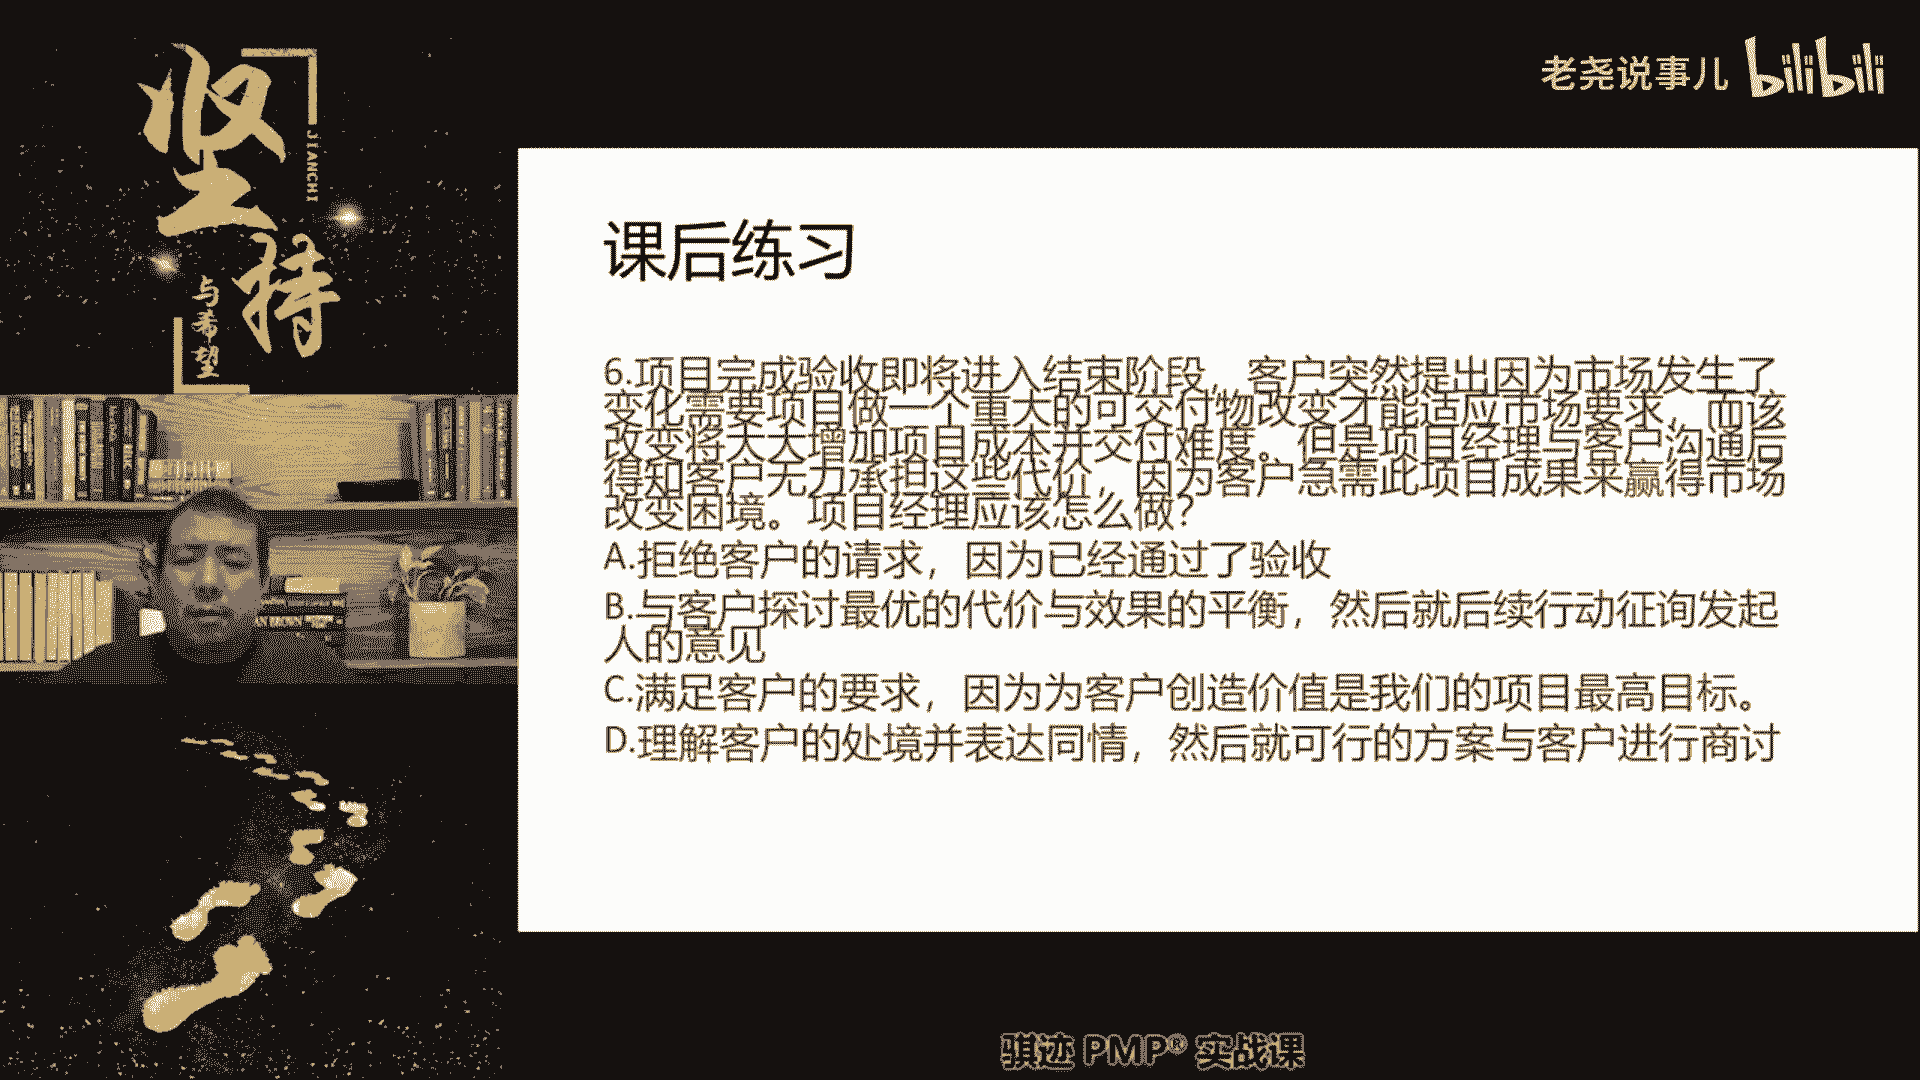 坚持
JIANCHI
与希望
老尧说事儿 bilibili
课后练习
6.项目完成验收即将进入结束阶段，客户突然提出因为市场发生了
变化需要项目做一个重大的可交付物改变才能适应市场要求，而该
改变将大大增加项目成本并交付难度。但是项目经理与客户沟通后
得知客户无力承担这些代价，因为客户急需此项目成果来赢得市场
改变困境。项目经理应该怎么做？
A.拒绝客户的请求，因为已经通过了验收
B.与客户探讨最优的代价与效果的平衡，然后就后续行动征询发起
人的意见
C.满足客户的要求，因为为客户创造价值是我们的项目最高目标。
D.理解客户的处境并表达同情，然后就可行的方案与客户进行商讨
骐迹 PMP® 实战课